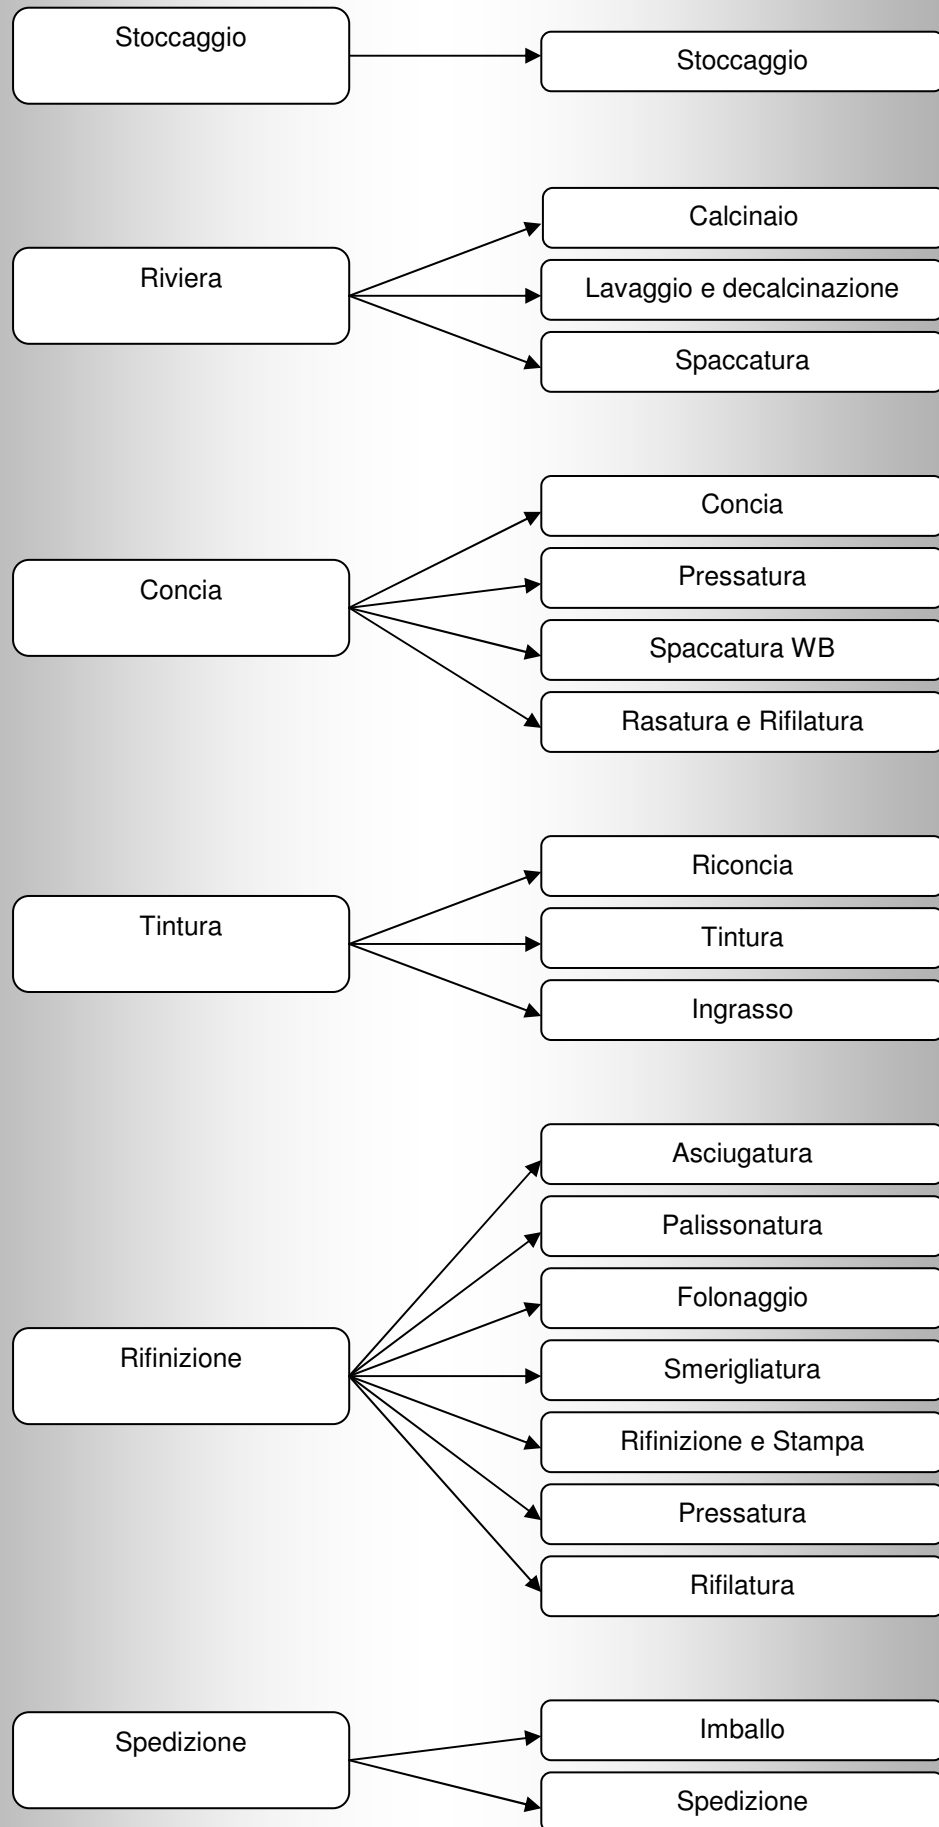 Stoccaggio
Stoccaggio
Riviera
Calcinaio
Lavaggio e decalcinazione
Spaccatura
Concia
Concia
Pressatura
Spaccatura WB
Rasatura e Rifilatura
Tintura
Riconcia
Tintura
Ingrasso
Rifinizione
Asciugatura
Palissonatura
Folonaggio
Smerigliatura
Rifinizione e Stampa
Pressatura
Rifilatura
Spedizione
Imballo
Spedizione